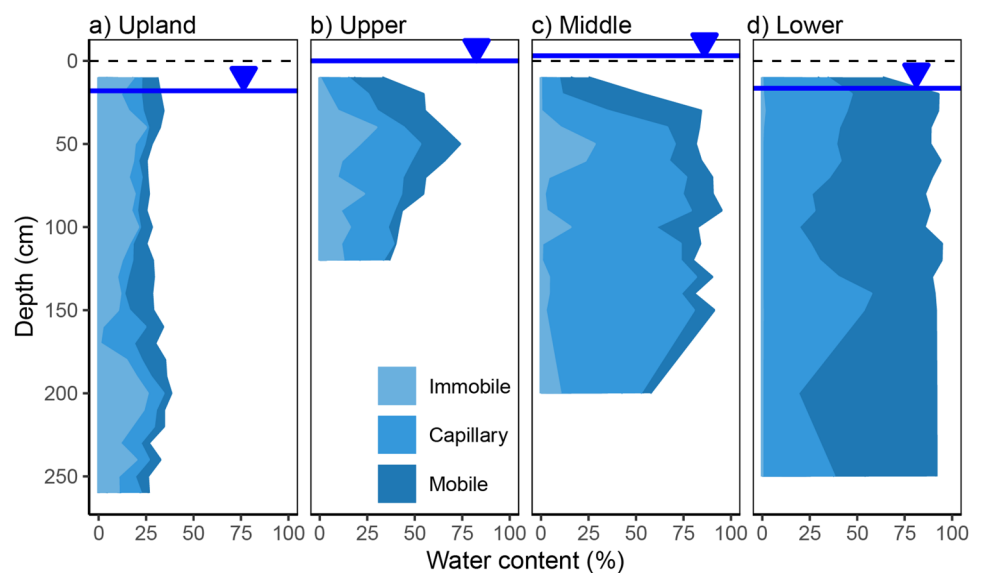 a) Upland
b) Upper
c) Middle
d) Lower
0
50
100
150
200
250
Depth (cm)
Immobile
Capillary
Mobile
0 25 50 75 100
0 25 50 75 100
0 25 50 75 100
0 25 50 75 100
Water content (%)